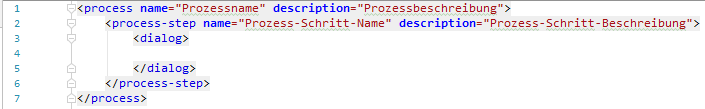 1 <process name="Prozessname" description="Prozessbeschreibung">
2 <process-step name="Prozess-Schritt-Name" description="Prozess-Schritt-Beschreibung">
3 <dialog>
4
5 </dialog>
6 </process-step>
7 </process>